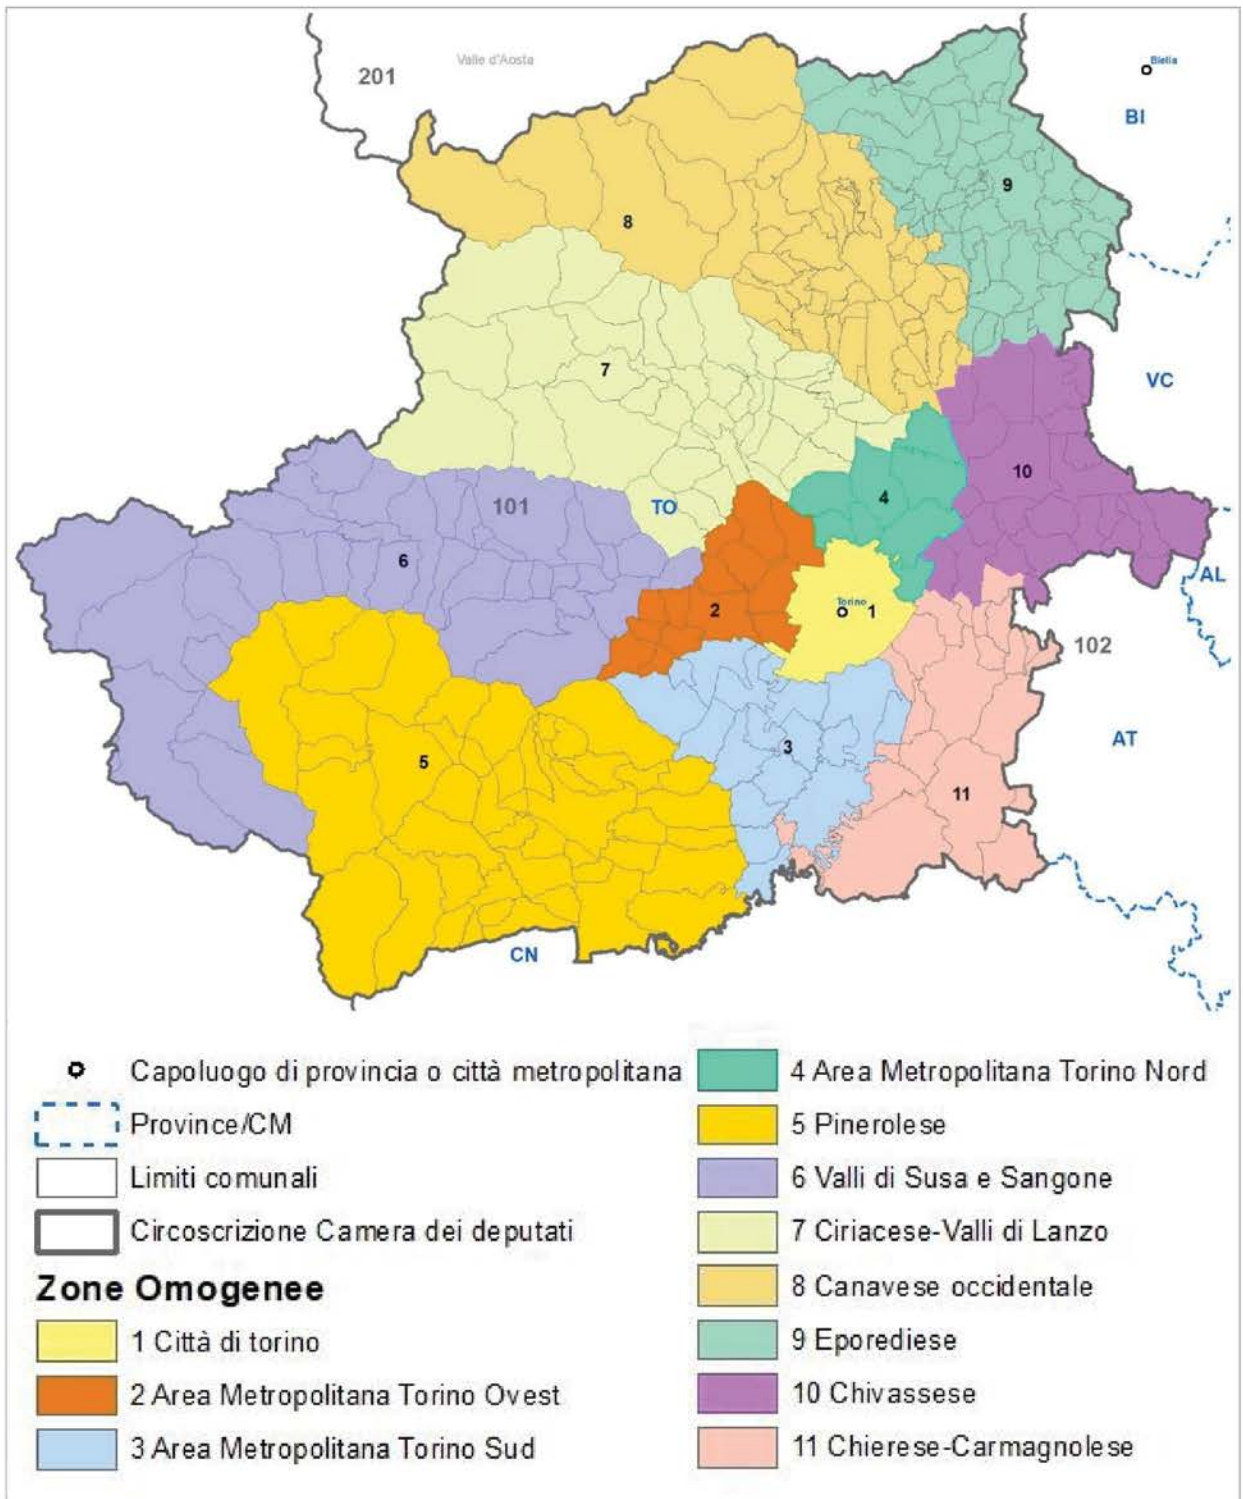 201
Valle d'Aosta
Biella
BI
9
8
VC
7
10
101
TO
4
6
AL
2
Torino
1
102
AT
3
5
11
CN
Capoluogo di provincia o città metropolitana
Province/CM
Limiti comunali
Circoscrizione Camera dei deputati
Zone Omogenee
1 Città di torino
2 Area Metropolitana Torino Ovest
3 Area Metropolitana Torino Sud
4 Area Metropolitana Torino Nord
5 Pinerolese
6 Valli di Susa e Sangone
7 Ciriacese-Valli di Lanzo
8 Canavese occidentale
9 Eporediese
10 Chivassese
11 Chierese-Carmagnolese